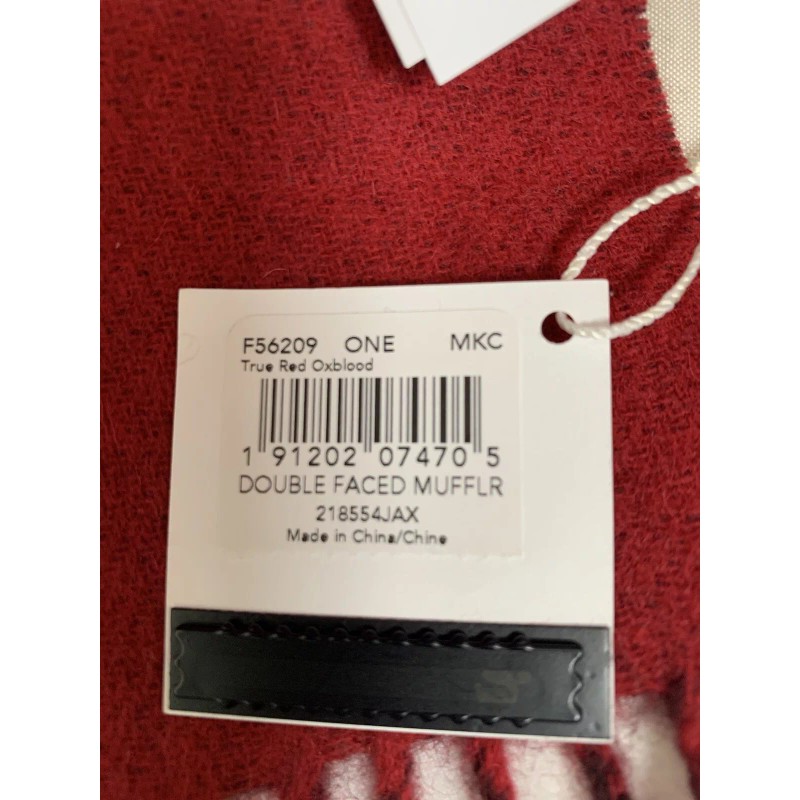 F56209 ONE MKC
True Red Oxblood
1 91202 07470 5
DOUBLE FACED MUFFLR
218554JAX
Made in China/Chine